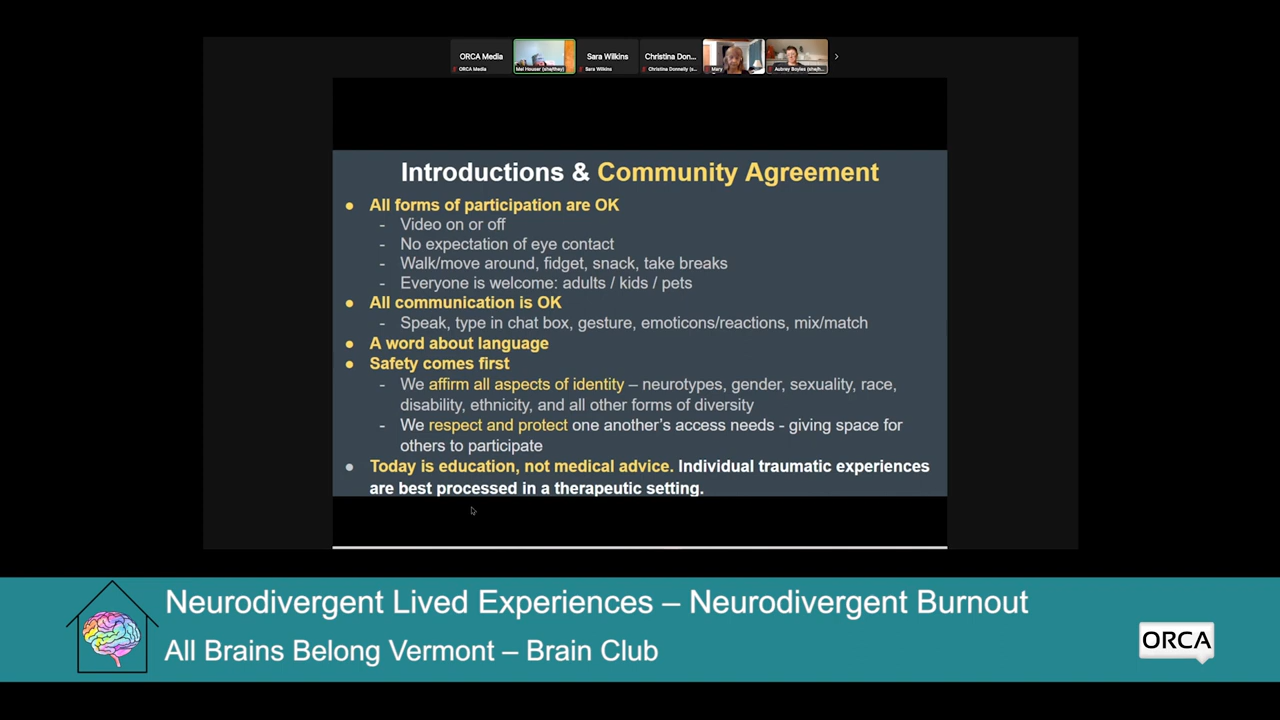 ORCA Media
Sara Wilkins
Christina Don...
ORCA Media
Mel Houser (she/they)
Sara Wilkins
Christina Donnelly (s...
Mary
Aubrey Bayles (she/h...
Introductions & Community Agreement
● All forms of participation are OK
- Video on or off
- No expectation of eye contact
- Walk/move around, fidget, snack, take breaks
- Everyone is welcome: adults / kids / pets
● All communication is OK
- Speak, type in chat box, gesture, emoticons/reactions, mix/match
● A word about language
● Safety comes first
- We affirm all aspects of identity – neurotypes, gender, sexuality, race,
disability, ethnicity, and all other forms of diversity
- We respect and protect one another's access needs - giving space for
others to participate
● Today is education, not medical advice. Individual traumatic experiences
are best processed in a therapeutic setting.
Neurodivergent Lived Experiences – Neurodivergent Burnout
All Brains Belong Vermont – Brain Club
ORCA